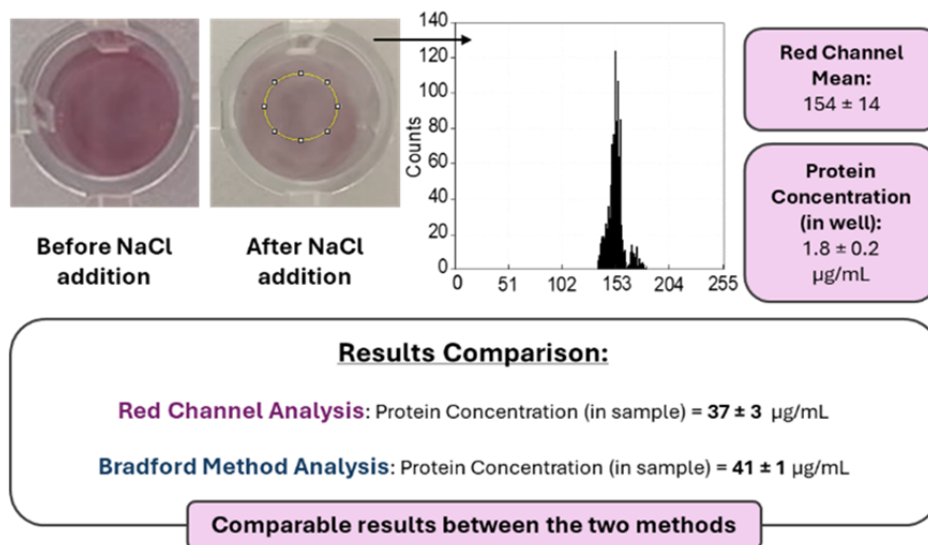 Before NaCl
addition
After NaCl
addition
Counts
140
120
100
80
60
40
20
0
0 51 102 153 204 255
Red Channel
Mean:
154 ± 14
Protein
Concentration
(in well):
1.8 ± 0.2
µg/mL
Results Comparison:
Red Channel Analysis: Protein Concentration (in sample) = 37 ± 3 µg/mL
Bradford Method Analysis: Protein Concentration (in sample) = 41 ± 1 µg/mL
Comparable results between the two methods